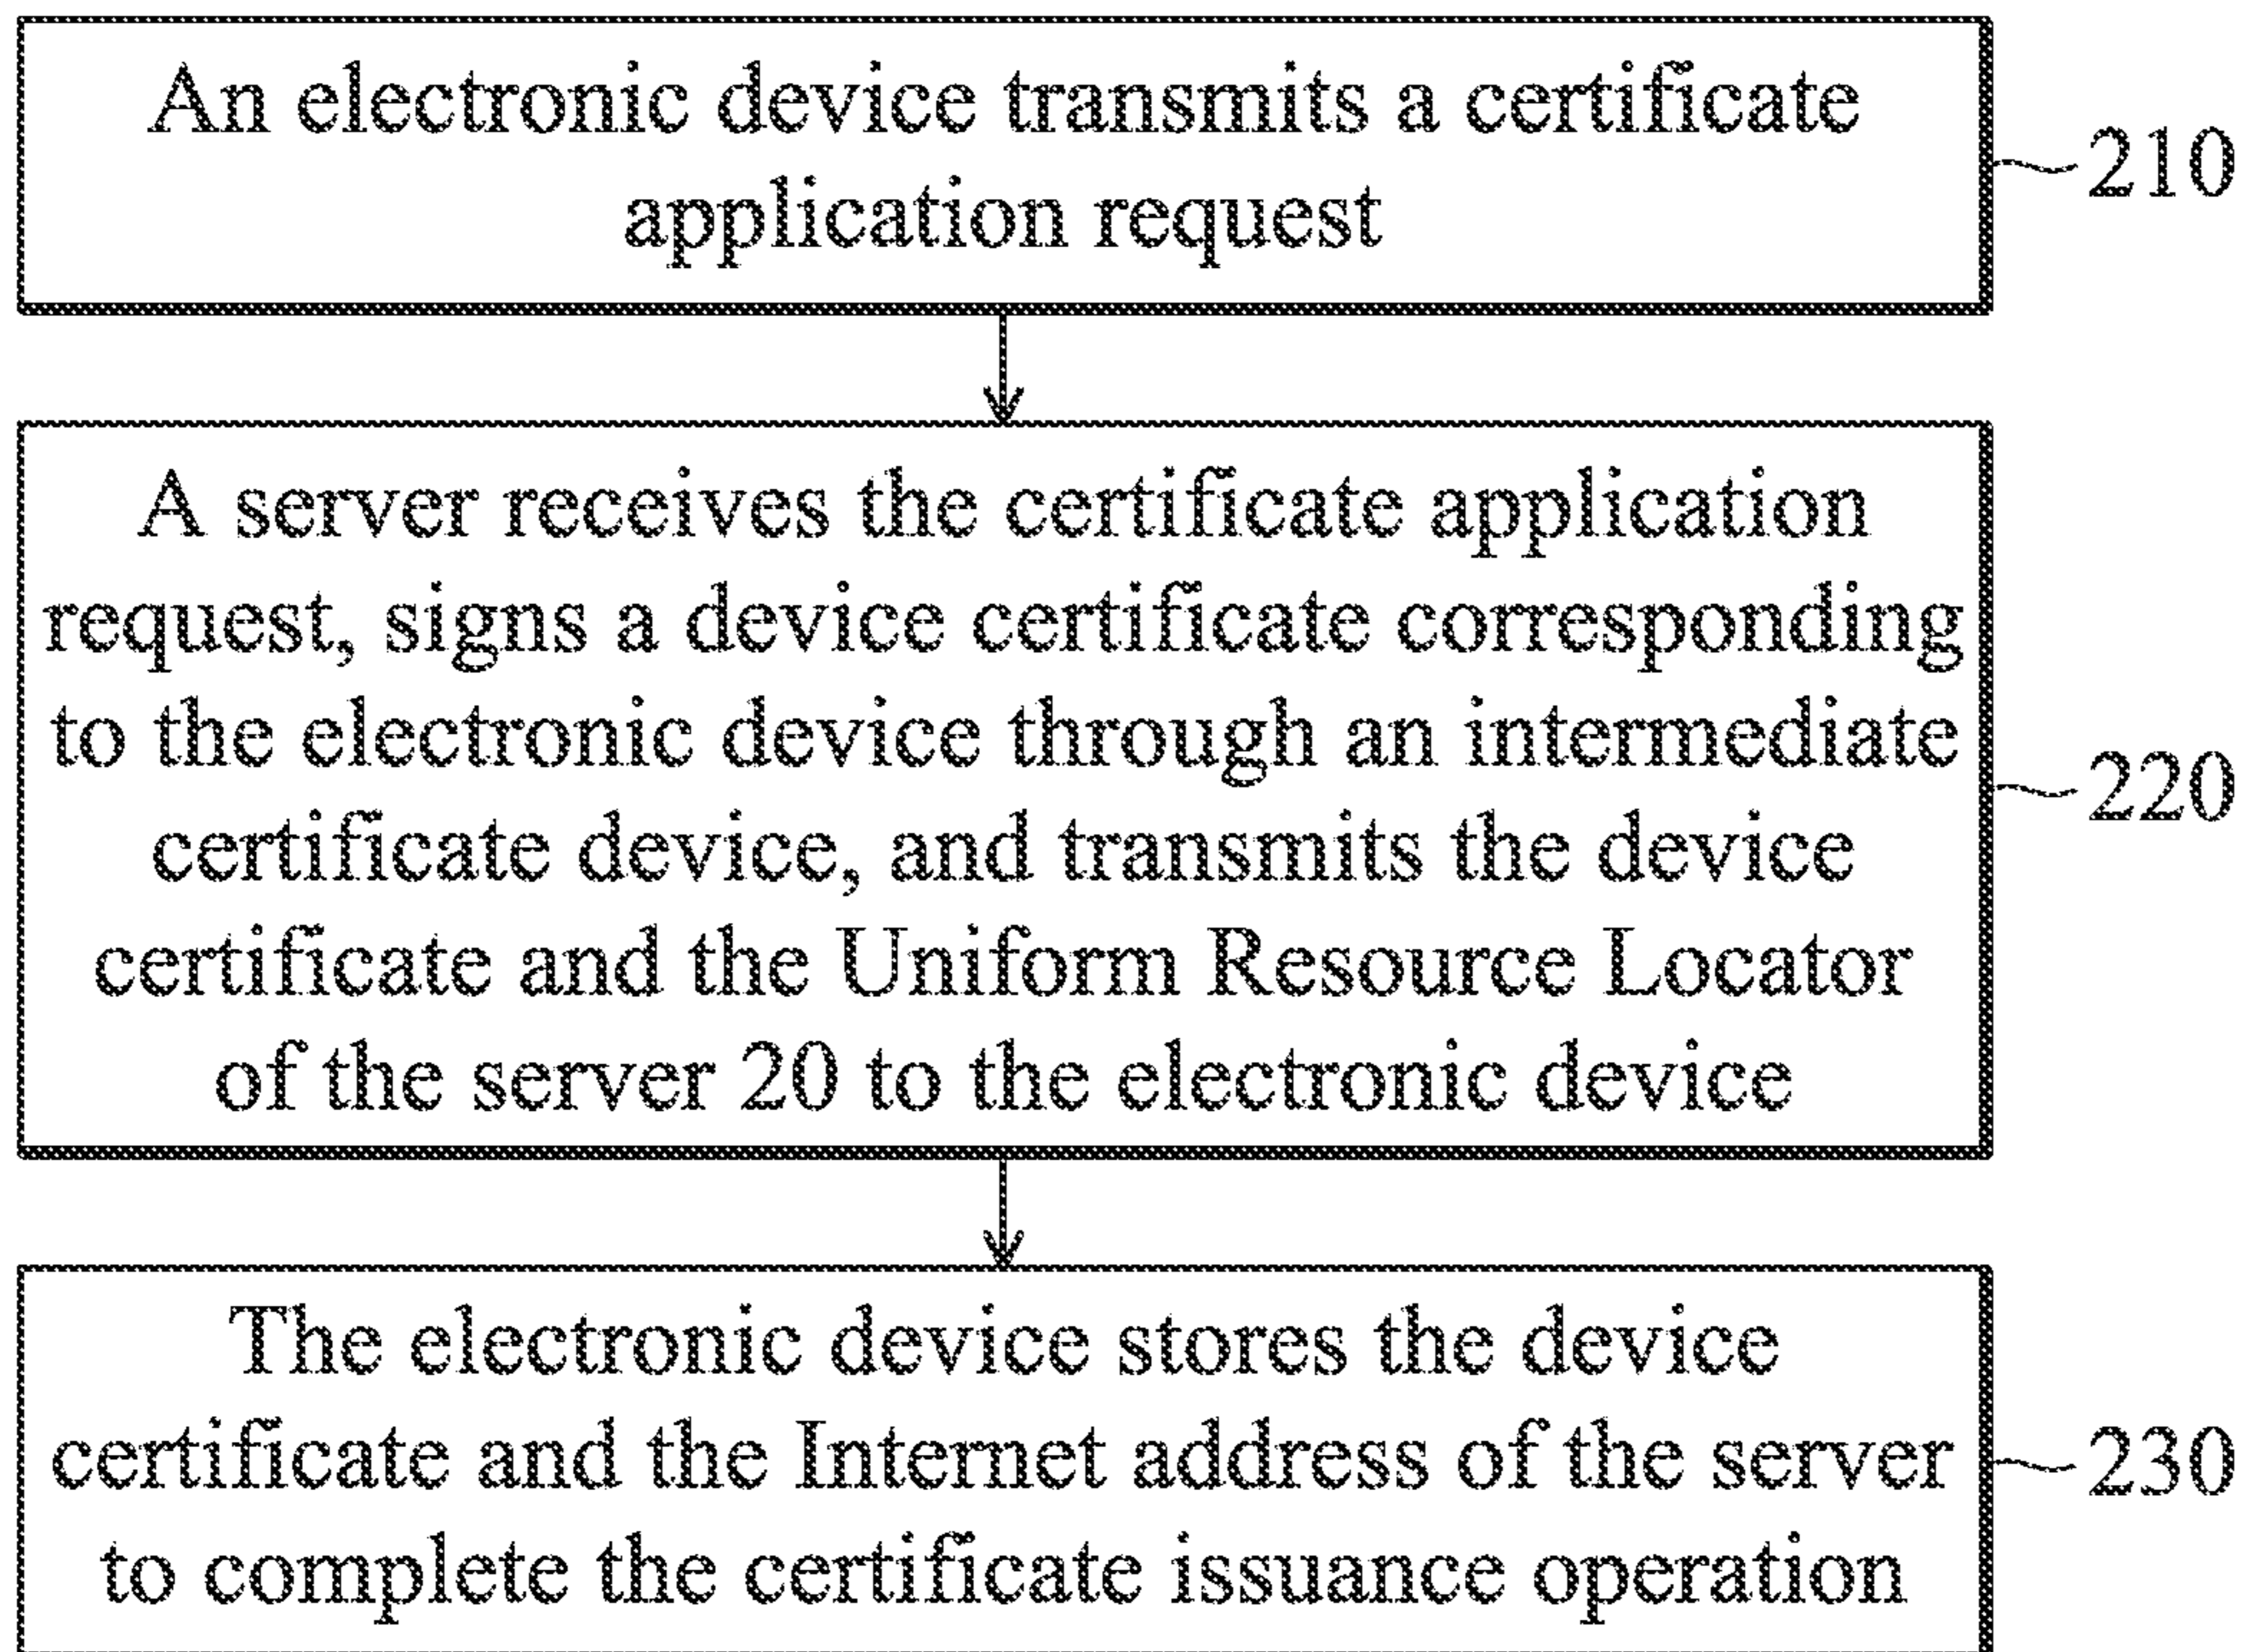 An electronic device transmits a certificate
application request
210
A server receives the certificate application
request, signs a device certificate corresponding
to the electronic device through an intermediate
certificate device, and transmits the device
certificate and the Uniform Resource Locator
of the server 20 to the electronic device
220
The electronic device stores the device
certificate and the Internet address of the server
to complete the certificate issuance operation
230